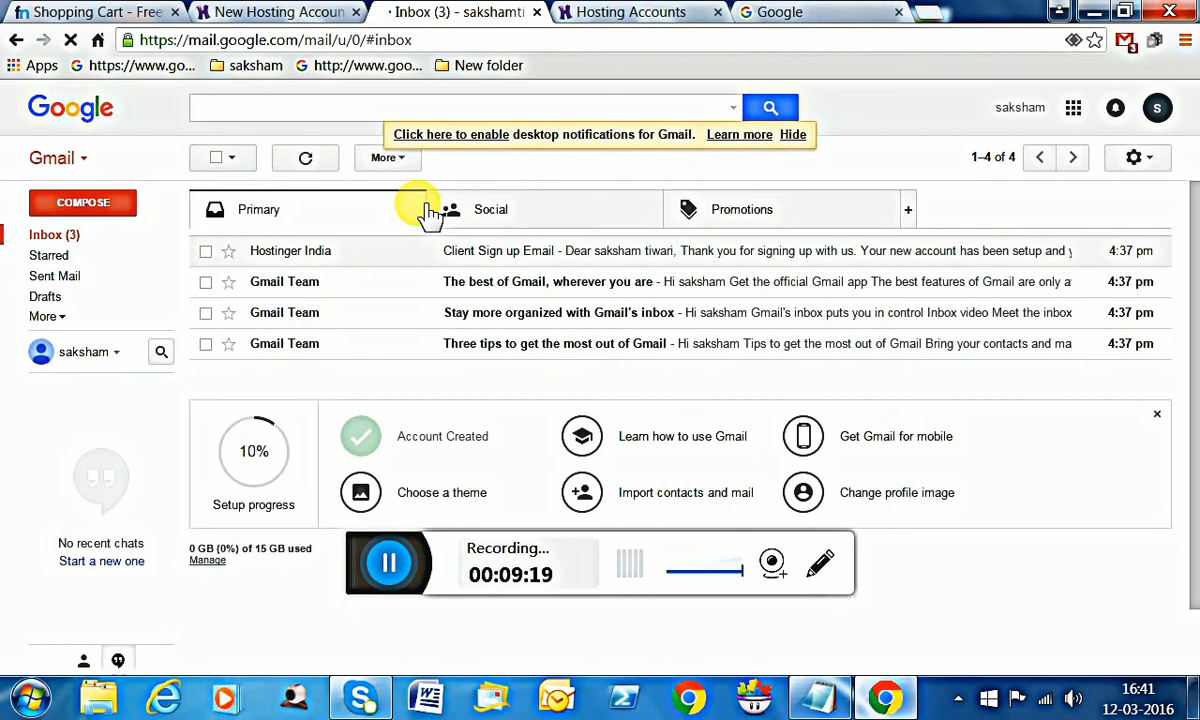 Shopping Cart - Free
New Hosting Accoun
Inbox (3) - sakshamti
Hosting Accounts
Google
https://mail.google.com/mail/u/0/#inbox
3
Apps
https://www.go...
saksham
http://www.goo...
New folder
Google
saksham
S
Click here to enable desktop notifications for Gmail. Learn more Hide
Gmail
More
1–4 of 4
COMPOSE
Primary
Social
Promotions
+
Inbox (3)
Starred
Sent Mail
Drafts
More
Hostinger India Client Sign up Email - Dear saksham tiwari, Thank you for signing up with us. Your new account has been setup and y 4:37 pm
Gmail Team The best of Gmail, wherever you are - Hi saksham Get the official Gmail app The best features of Gmail are only a 4:37 pm
Gmail Team Stay more organized with Gmail's inbox - Hi saksham Gmail's inbox puts you in control Inbox video Meet the inbox 4:37 pm
Gmail Team Three tips to get the most out of Gmail - Hi saksham Tips to get the most out of Gmail Bring your contacts and ma 4:37 pm
saksham
10%
Setup progress
Account Created
Learn how to use Gmail
Get Gmail for mobile
Choose a theme
Import contacts and mail
Change profile image
No recent chats
Start a new one
0 GB (0%) of 15 GB used
Manage
Recording...
00:09:19
16:41
12-03-2016